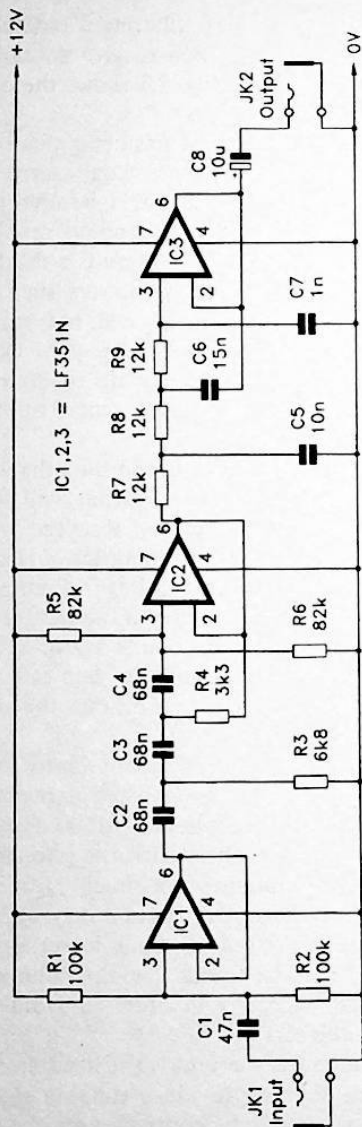 +12V
R1
100k
R2
100k
C1
47n
JK1
Input
3
2
7
6
4
IC1
C2
68n
C3
68n
C4
68n
R3
6k8
R4
3k3
R5
82k
R6
82k
3
2
7
6
4
IC2
IC1,2,3 = LF351N
R7
12k
R8
12k
R9
12k
C5
10n
C6
15n
C7
1n
3
2
7
6
4
IC3
C8
10u
+
JK2
Output
0V